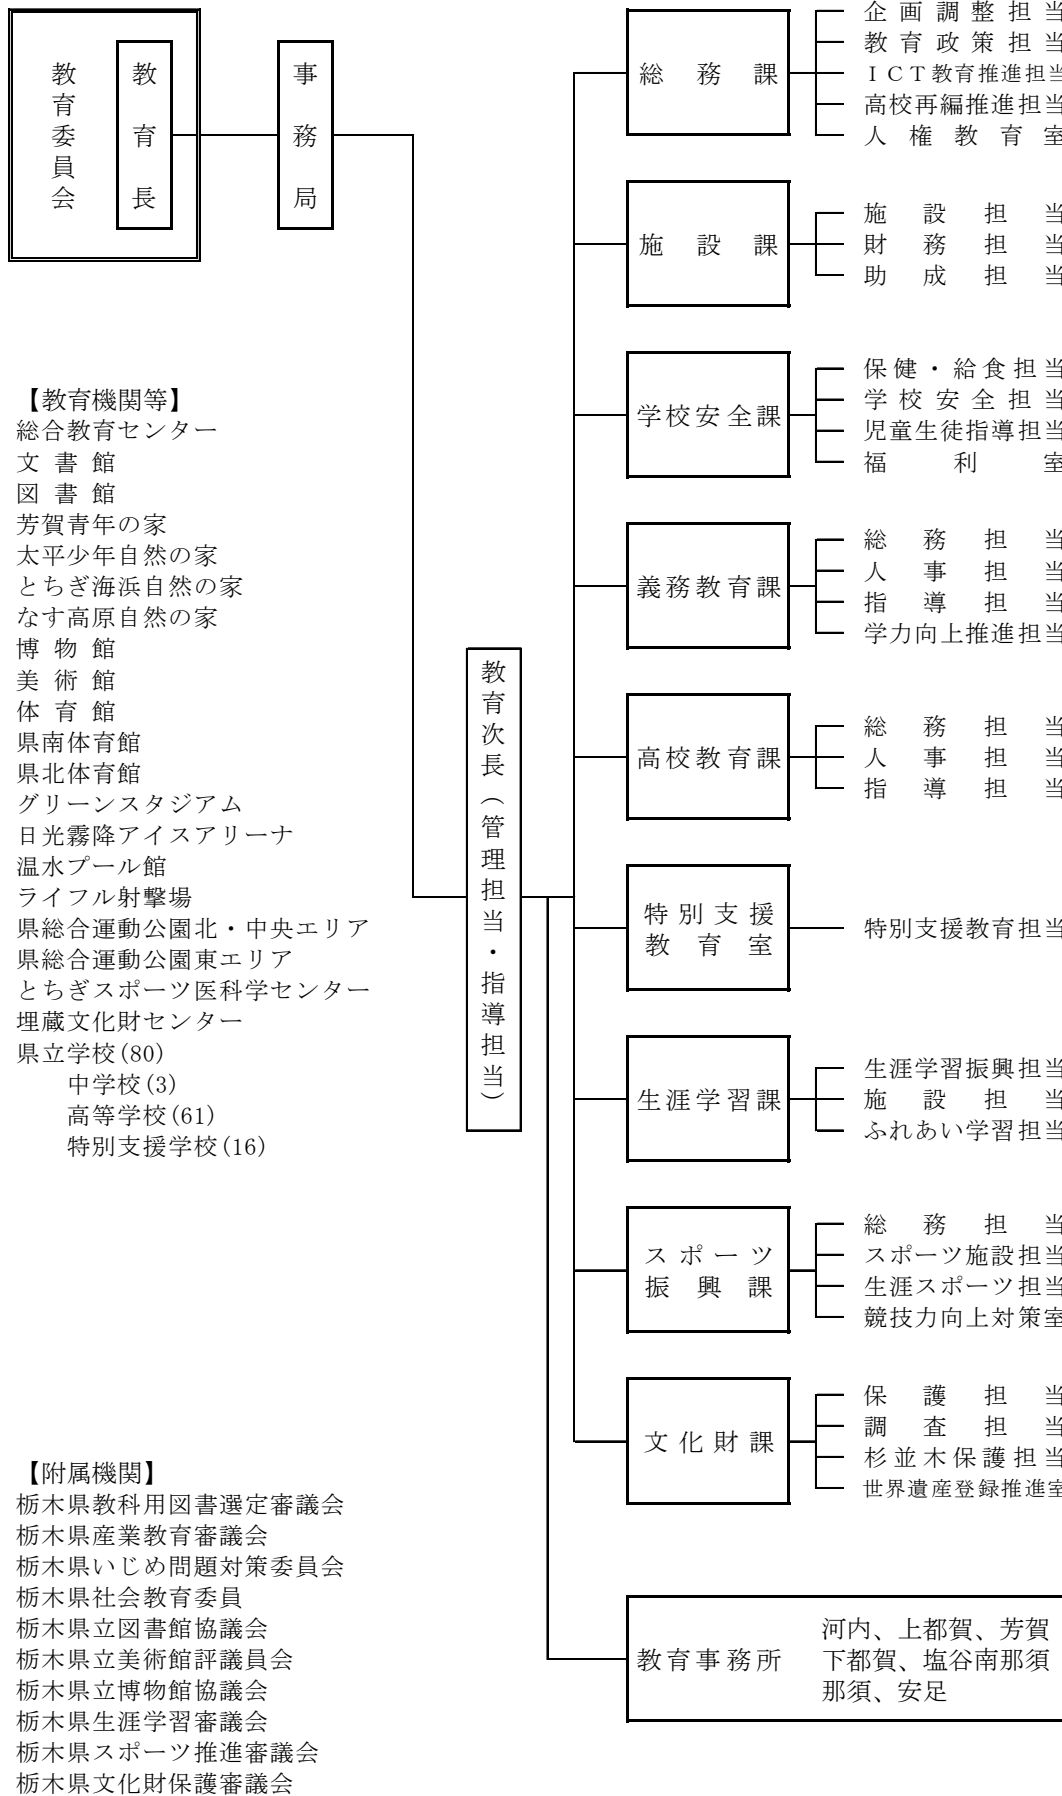 教育委員会
教育長
事務局
教育次長（管理担当・指導担当）
総務課
企画調整担当
教育政策担当
ＩＣＴ教育推進担当
高校再編推進担当
人権教育室
施設課
施設担当
財務担当
助成担当
学校安全課
保健・給食担当
学校安全担当
児童生徒指導担当
福利室
義務教育課
総務担当
人事担当
指導担当
学力向上推進担当
高校教育課
総務担当
人事担当
指導担当
特別支援
教育室
特別支援教育担当
生涯学習課
生涯学習振興担当
施設担当
ふれあい学習担当
スポーツ
振興課
総務担当
スポーツ施設担当
生涯スポーツ担当
競技力向上対策室
文化財課
保護担当
調査担当
杉並木保護担当
世界遺産登録推進室
教育事務所
河内、上都賀、芳賀
下都賀、塩谷南那須
那須、安足
【教育機関等】
総合教育センター
文書館
図書館
芳賀青年の家
太平少年自然の家
とちぎ海浜自然の家
なす高原自然の家
博物館
美術館
体育館
県南体育館
県北体育館
グリーンスタジアム
日光霧降アイスアリーナ
温水プール館
ライフル射撃場
県総合運動公園北・中央エリア
県総合運動公園東エリア
とちぎスポーツ医科学センター
埋蔵文化財センター
県立学校(80)
中学校(3)
高等学校(61)
特別支援学校(16)
【附属機関】
栃木県教科用図書選定審議会
栃木県産業教育審議会
栃木県いじめ問題対策委員会
栃木県社会教育委員
栃木県立図書館協議会
栃木県立美術館評議員会
栃木県立博物館協議会
栃木県生涯学習審議会
栃木県スポーツ推進審議会
栃木県文化財保護審議会